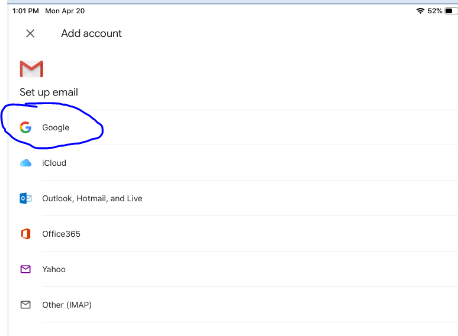 1:01 PM Mon Apr 20 52%
Add account
Set up email
Google
iCloud
Outlook, Hotmail, and Live
Office365
Yahoo
Other (IMAP)